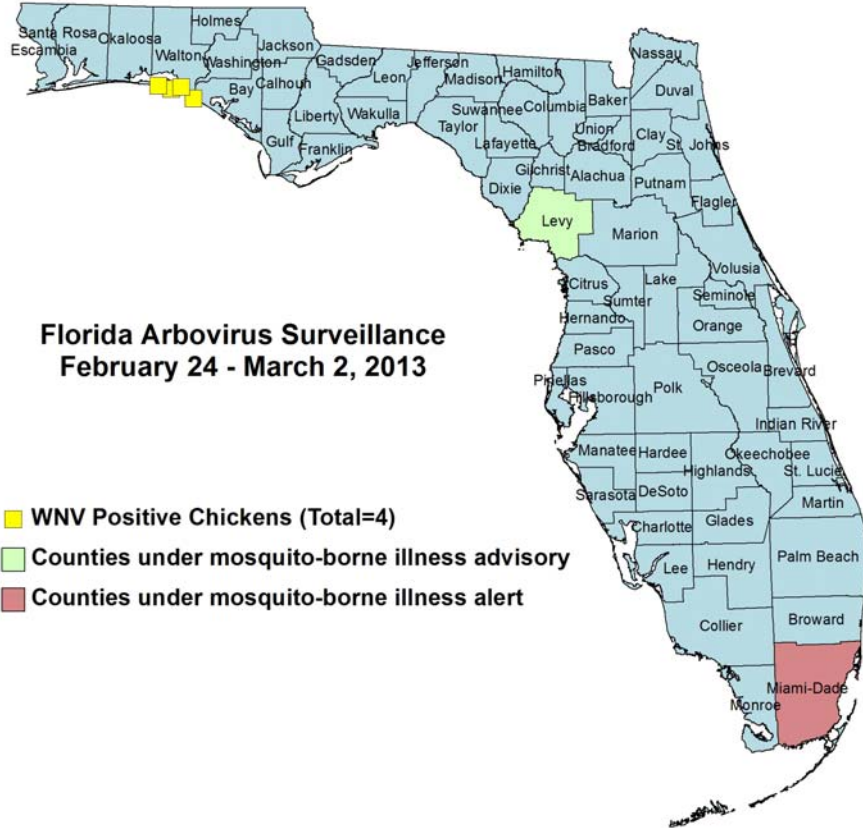 Holmes
Santa Rosa
Okaloosa
Escambia
Walton
Jackson
Washington
Gadsden
Jefferson
Leon
Madison
Hamilton
Nassau
Bay
Calhoun
Liberty
Wakulla
Suwannee
Columbia
Baker
Duval
Taylor
Union
Clay
St. Johns
Gulf
Franklin
Lafayette
Bradford
Gilchrist
Alachua
Dixie
Putnam
Flagler
Levy
Marion
Volusia
Citrus
Lake
Sumter
Seminole
Hernando
Orange
Florida Arbovirus Surveillance
February 24 - March 2, 2013
Pasco
Osceola
Brevard
Pinellas
Polk
Hillsborough
Indian River
Manatee
Hardee
Okeechobee
Highlands
St. Lucie
Sarasota
DeSoto
Martin
Charlotte
Glades
WNV Positive Chickens (Total=4)
Counties under mosquito-borne illness advisory
Palm Beach
Lee
Hendry
Counties under mosquito-borne illness alert
Broward
Collier
Miami-Dade
Monroe